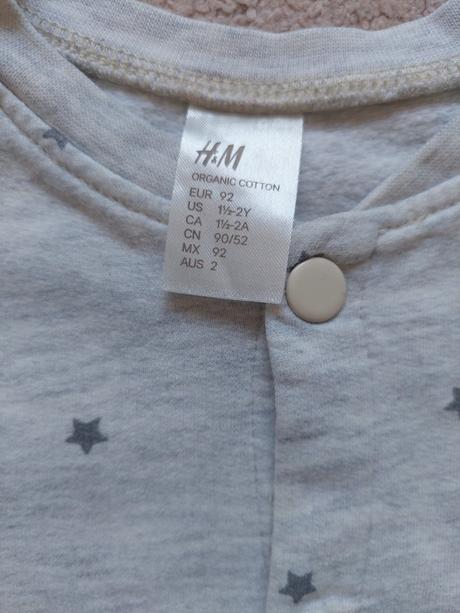 H&M
ORGANIC COTTON
EUR 92
US 1½-2Y
CA 1½-2A
CN 90/52
MX 92
AUS 2